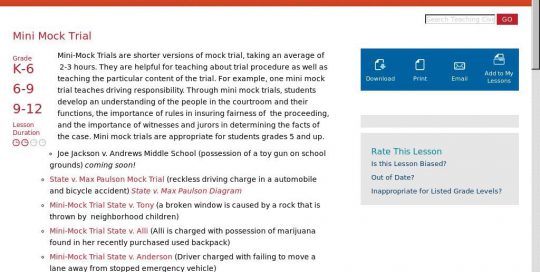 Search Teaching Civics
GO
Mini Mock Trial
Grade
K-6
6-9
9-12
Lesson
Duration
Mini-Mock Trials are shorter versions of mock trial, taking an average of
2-3 hours. They are helpful for teaching about trial procedure as well as
teaching the particular content of the trial. For example, one mini mock
trial teaches driving responsibility. Through mini mock trials, students
develop an understanding of the people in the courtroom and their
functions, the importance of rules in insuring fairness of the proceeding,
and the importance of witnesses and jurors in determining the facts of
the case. Mini mock trials are appropriate for students grades 5 and up.
Joe Jackson v. Andrews Middle School (possession of a toy gun on school
grounds) coming soon!
State v. Max Paulson Mock Trial (reckless driving charge in a automobile
and bicycle accident) State v. Max Paulson Diagram
Mini-Mock Trial State v. Tony (a broken window is caused by a rock that is
thrown by neighborhood children)
Mini-Mock Trial State v. Alli (Alli is charged with possession of marijuana
found in her recently purchased used backpack)
Mini-Mock Trial State v. Anderson (Driver charged with failing to move a
lane away from stopped emergency vehicle)
Download
Print
Email
Add to My
Lessons
Rate This Lesson
Is this Lesson Biased?
Out of Date?
Inappropriate for Listed Grade Levels?